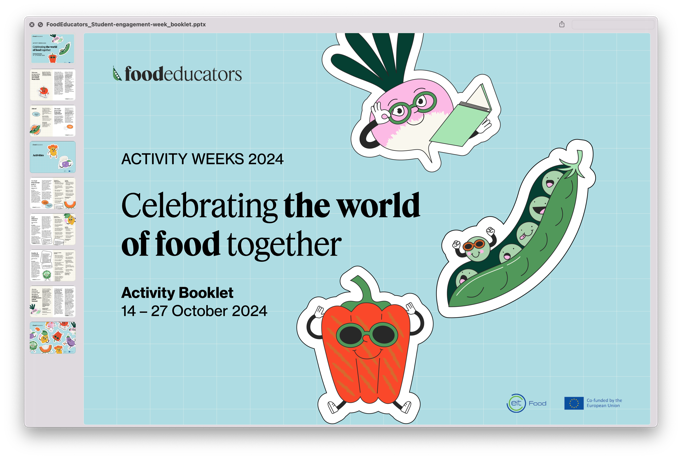 FoodEducators_Student-engagement-week_booklet.pptx
foodeducators
ACTIVITY WEEKS 2024
Celebrating the world
of food together
Activity Booklet
14 – 27 October 2024
eit Food
Co-funded by the
European Union